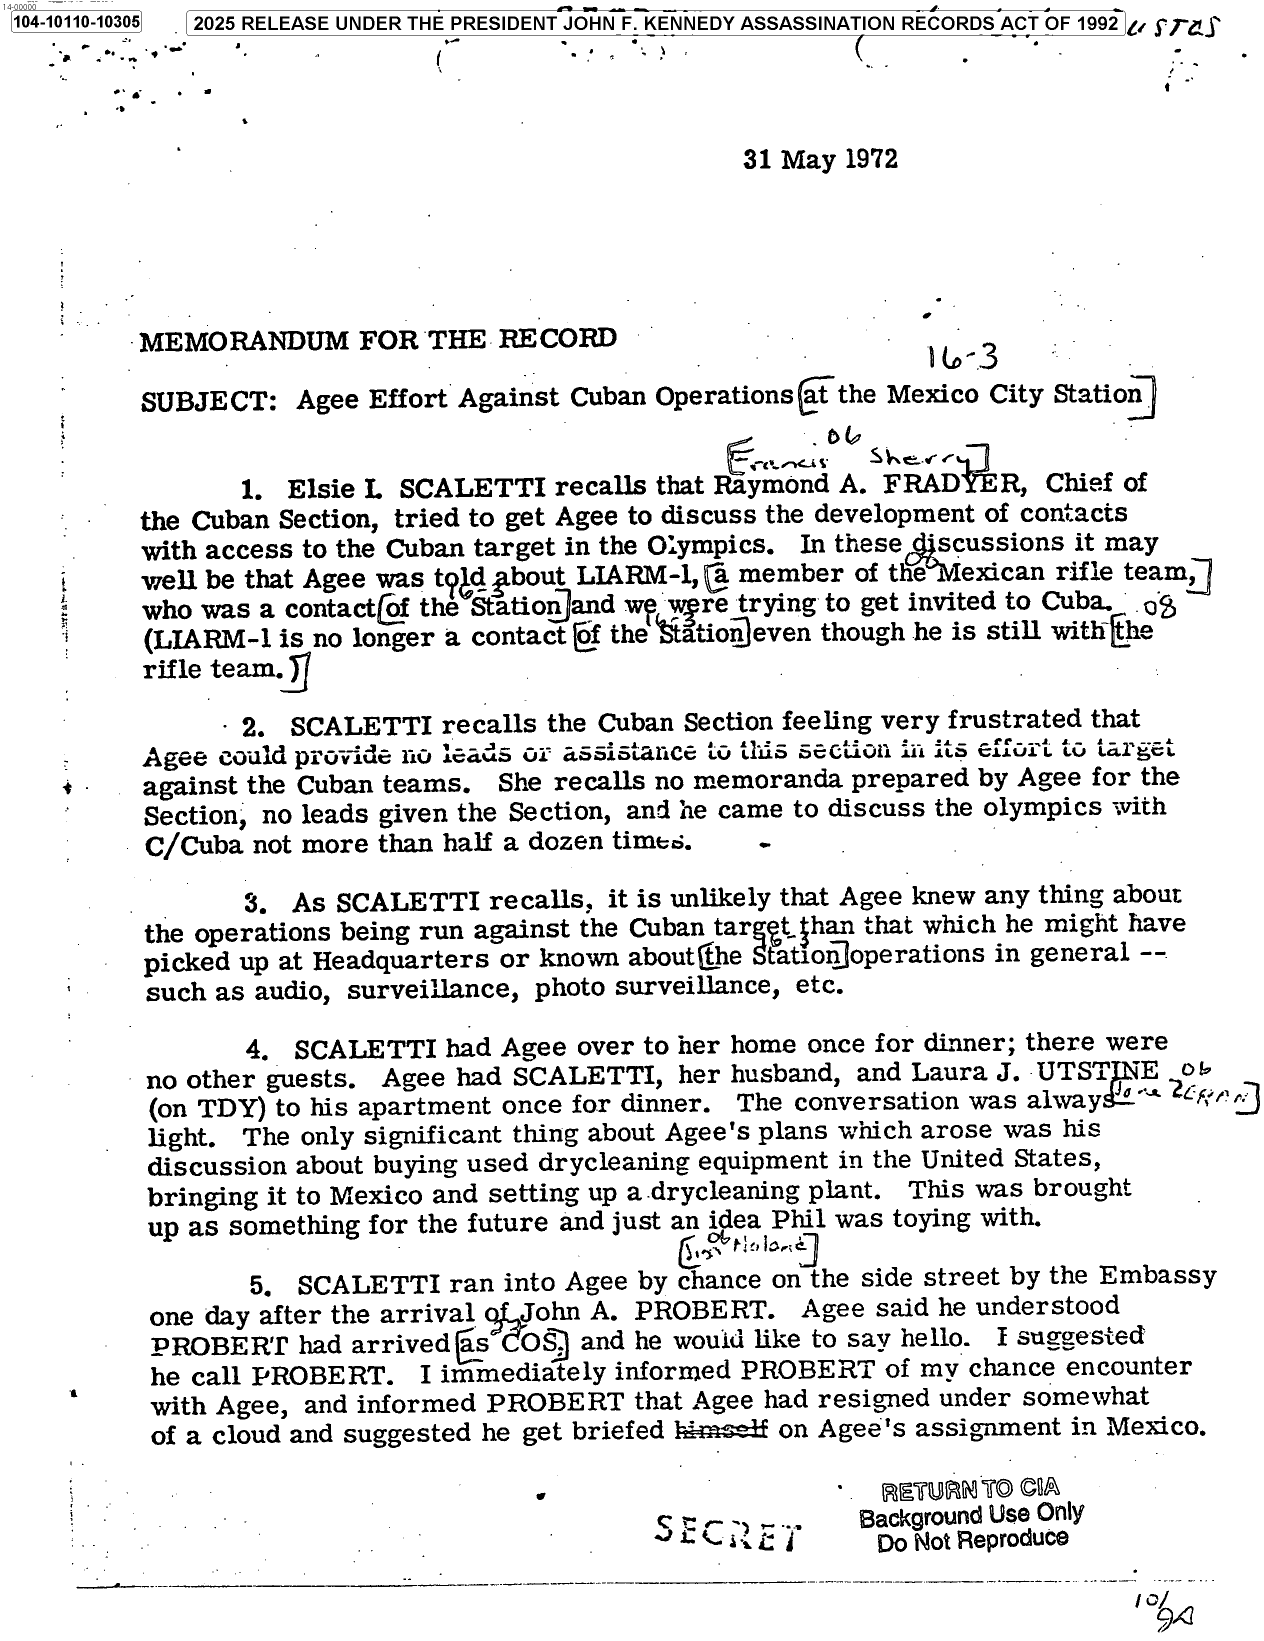 14-00000
104-10110-10305
2025 RELEASE UNDER THE PRESIDENT JOHN F. KENNEDY ASSASSINATION RECORDS ACT OF 1992
31 May 1972
MEMORANDUM FOR THE RECORD
16-3
SUBJECT: Agee Effort Against Cuban Operations [at the Mexico City Station]
06
[Francis Sherry]
1. Elsie I. SCALETTI recalls that Raymond A. FRADYER, Chief of
the Cuban Section, tried to get Agee to discuss the development of contacts
with access to the Cuban target in the Olympics. In these discussions it may
08
well be that Agee was told about LIARM-1, [a member of the Mexican rifle team,]
16-3
who was a contact [of the Station] and we were trying to get invited to Cuba. 08
16-3
(LIARM-1 is no longer a contact [of the Station] even though he is still with [the
rifle team.)]
2. SCALETTI recalls the Cuban Section feeling very frustrated that
Agee could provide no leads or assistance to this section in its effort to target
against the Cuban teams. She recalls no memoranda prepared by Agee for the
Section, no leads given the Section, and he came to discuss the olympics with
C/Cuba not more than half a dozen times.
3. As SCALETTI recalls, it is unlikely that Agee knew any thing about
the operations being run against the Cuban target than that which he might have
16-3
picked up at Headquarters or known about [the Station] operations in general --
such as audio, surveillance, photo surveillance, etc.
4. SCALETTI had Agee over to her home once for dinner; there were
no other guests. Agee had SCALETTI, her husband, and Laura J. UTSTINE 06
(on TDY) to his apartment once for dinner. The conversation was always
light. The only significant thing about Agee's plans which arose was his
discussion about buying used drycleaning equipment in the United States,
bringing it to Mexico and setting up a drycleaning plant. This was brought
up as something for the future and just an idea Phil was toying with.
06
5. SCALETTI ran into Agee by chance on the side street by the Embassy
one day after the arrival of John A. PROBERT. Agee said he understood
PROBERT had arrived [as COS,] and he would like to say hello. I suggested
he call PROBERT. I immediately informed PROBERT of my chance encounter
with Agee, and informed PROBERT that Agee had resigned under somewhat
of a cloud and suggested he get briefed himself on Agee's assignment in Mexico.
SECRET
RETURN TO CIA
Background Use Only
Do Not Reproduce
10/